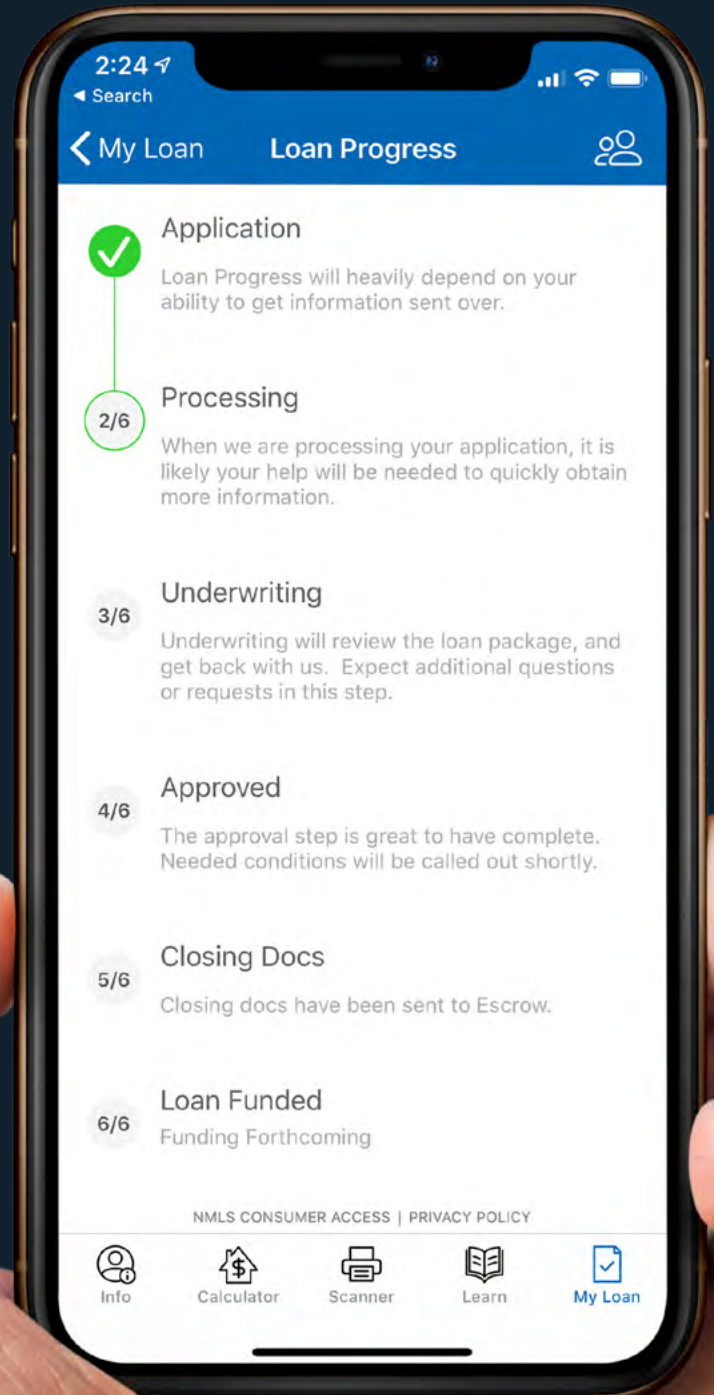 2:24
Search
My Loan
Loan Progress
Application
Loan Progress will heavily depend on your
ability to get information sent over.
2/6
Processing
When we are processing your application, it is
likely your help will be needed to quickly obtain
more information.
3/6
Underwriting
Underwriting will review the loan package, and
get back with us.  Expect additional questions
or requests in this step.
4/6
Approved
The approval step is great to have complete.
Needed conditions will be called out shortly.
5/6
Closing Docs
Closing docs have been sent to Escrow.
6/6
Loan Funded
Funding Forthcoming
NMLS CONSUMER ACCESS | PRIVACY POLICY
$
Info
Calculator
Scanner
Learn
My Loan